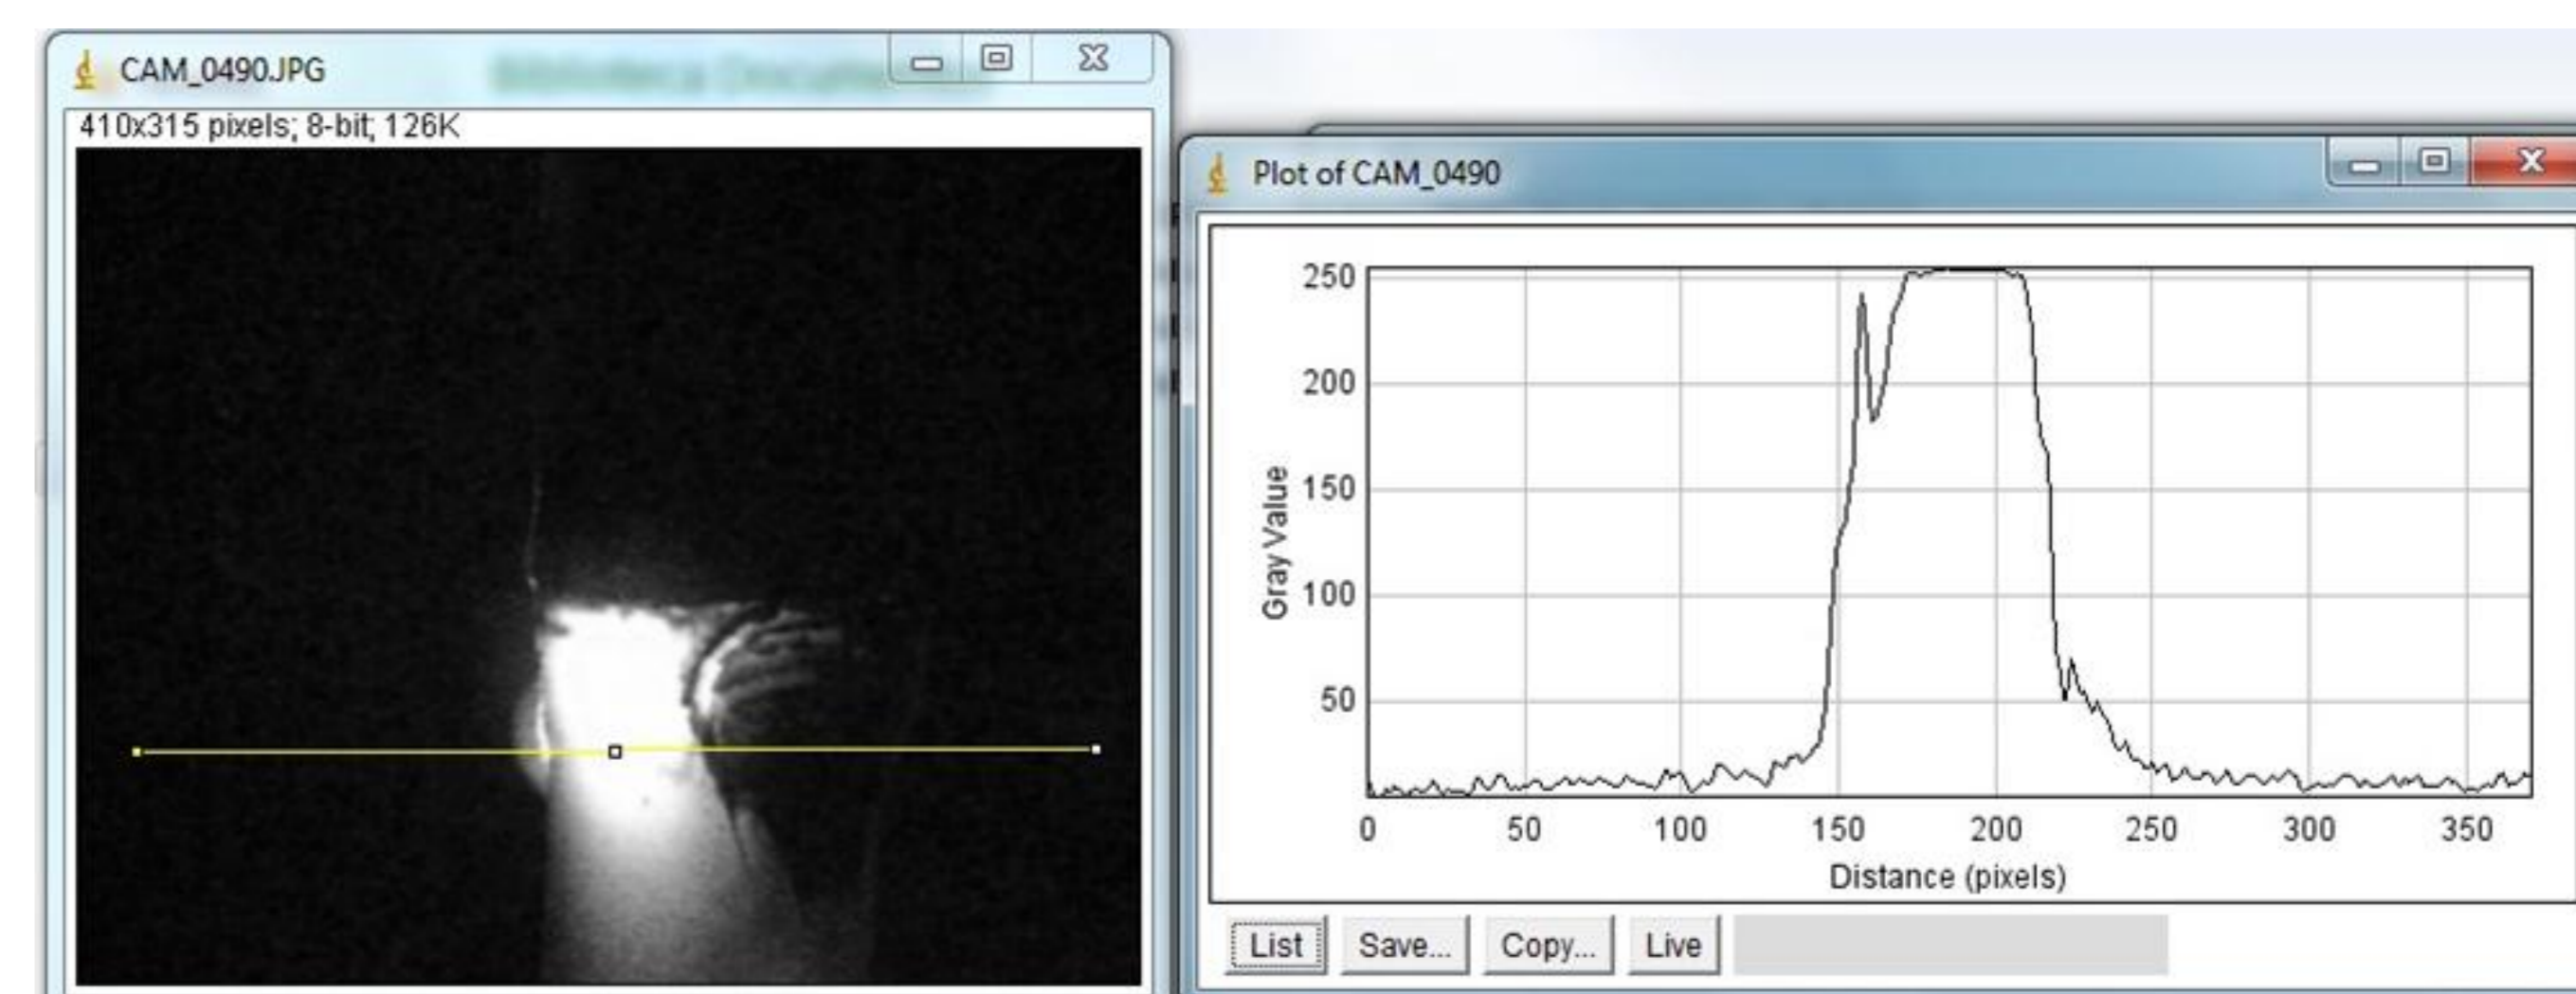 CAM_0490.JPG
410x315 pixels; 8-bit; 126K
Plot of CAM_0490
250
200
150
100
50
Gray Value
0 50 100 150 200 250 300 350
Distance (pixels)
List Save... Copy... Live